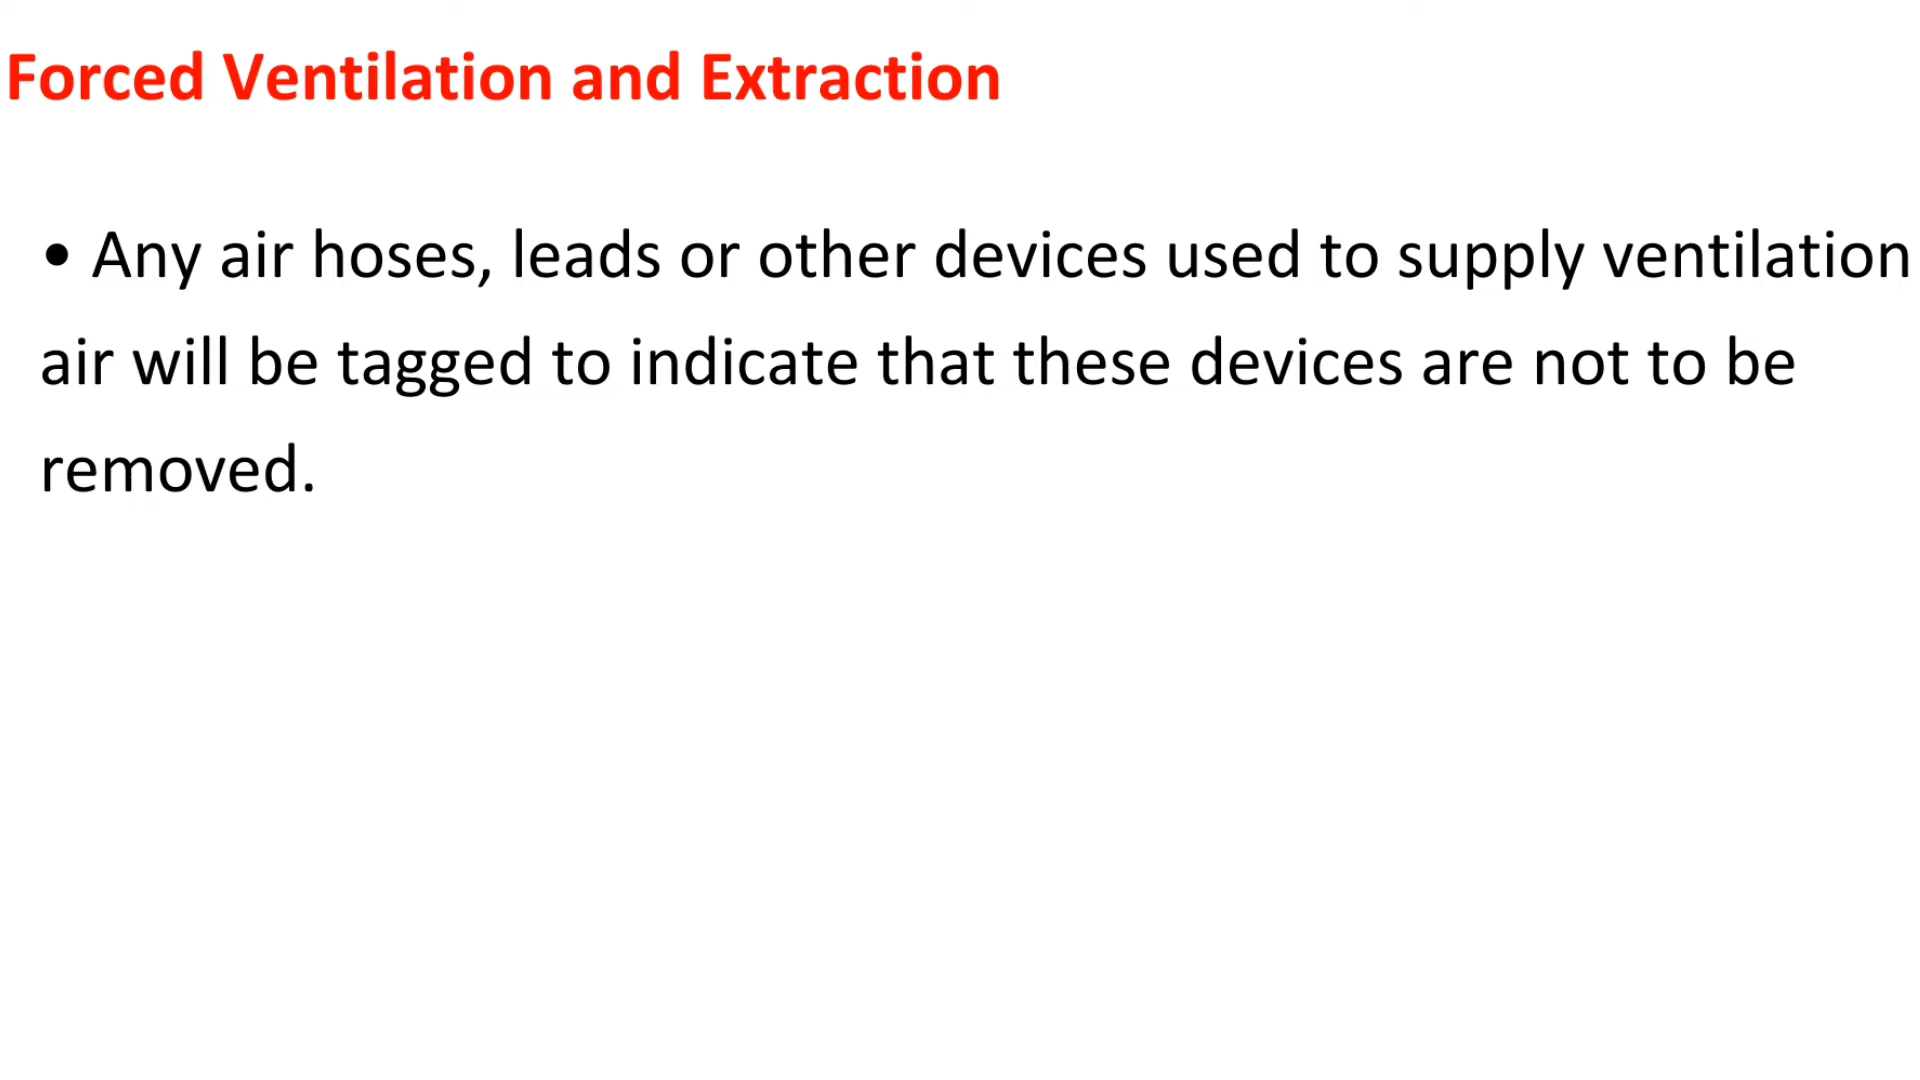 Forced Ventilation and Extraction
• Any air hoses, leads or other devices used to supply ventilation
air will be tagged to indicate that these devices are not to be
removed.